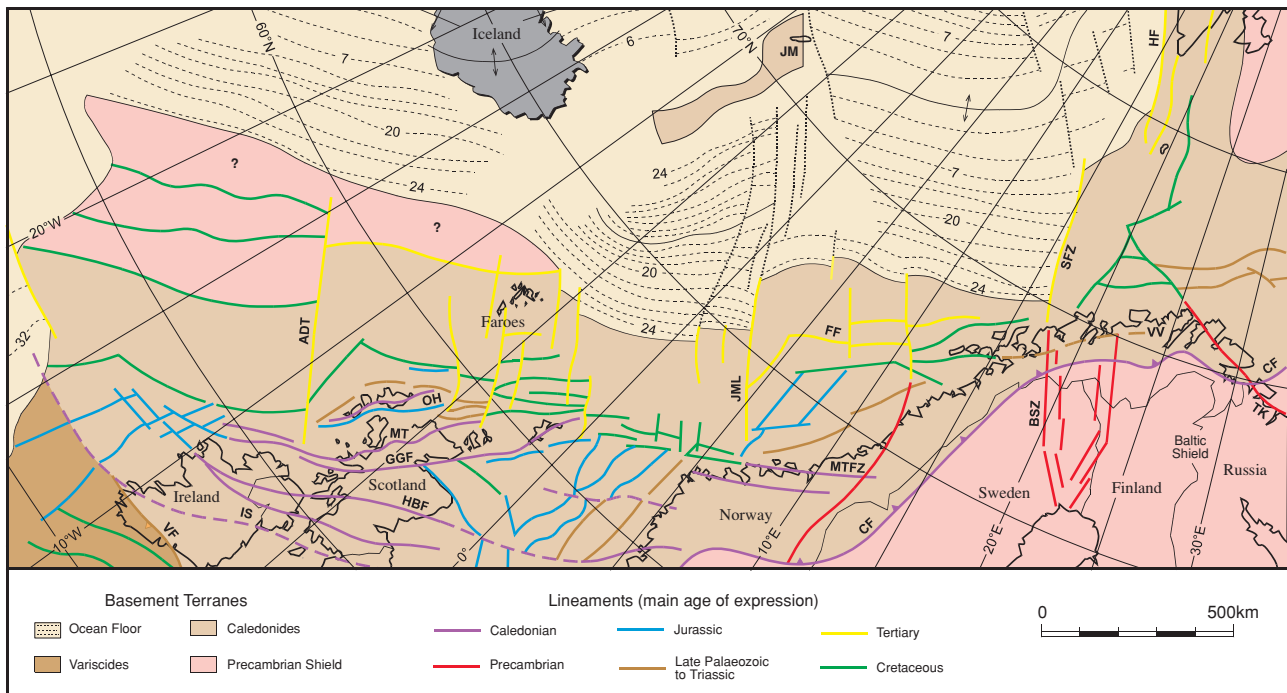 60°N
7
Iceland
6
70°N
JM
7
HF
20
?
24
20°W
?
24
7
20
20
SFZ
24
32
ADT
Faroes
24
JML
FF
VV
CF
OH
MT
GGF
TK
BSZ
Baltic
Shield
Russia
MTFZ
Ireland
Scotland
HBF
IS
Norway
Sweden
Finland
VF
CF
10°W
0°
10°E
20°E
30°E
Basement Terranes
Lineaments (main age of expression)
0 500km
Ocean Floor
Caledonides
Caledonian
Jurassic
Tertiary
Variscides
Precambrian Shield
Precambrian
Late Palaeozoic
to Triassic
Cretaceous